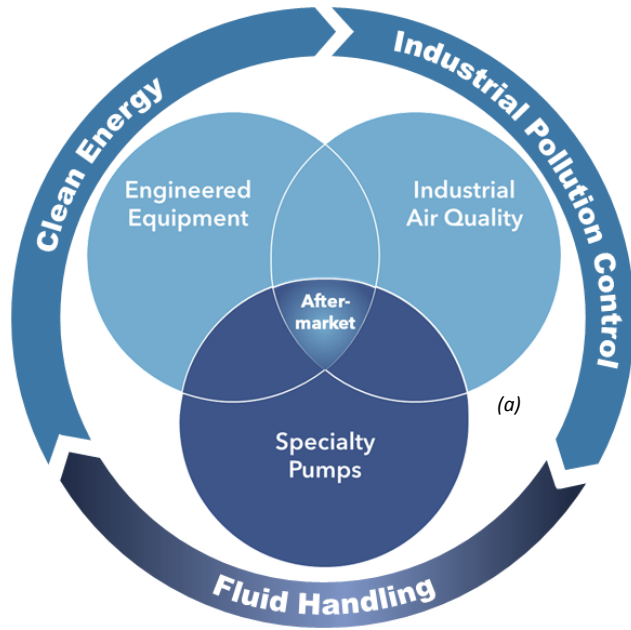 Clean Energy
Industrial Pollution Control
Engineered
Equipment
Industrial
Air Quality
After-
market
(a)
Specialty
Pumps
Fluid Handling